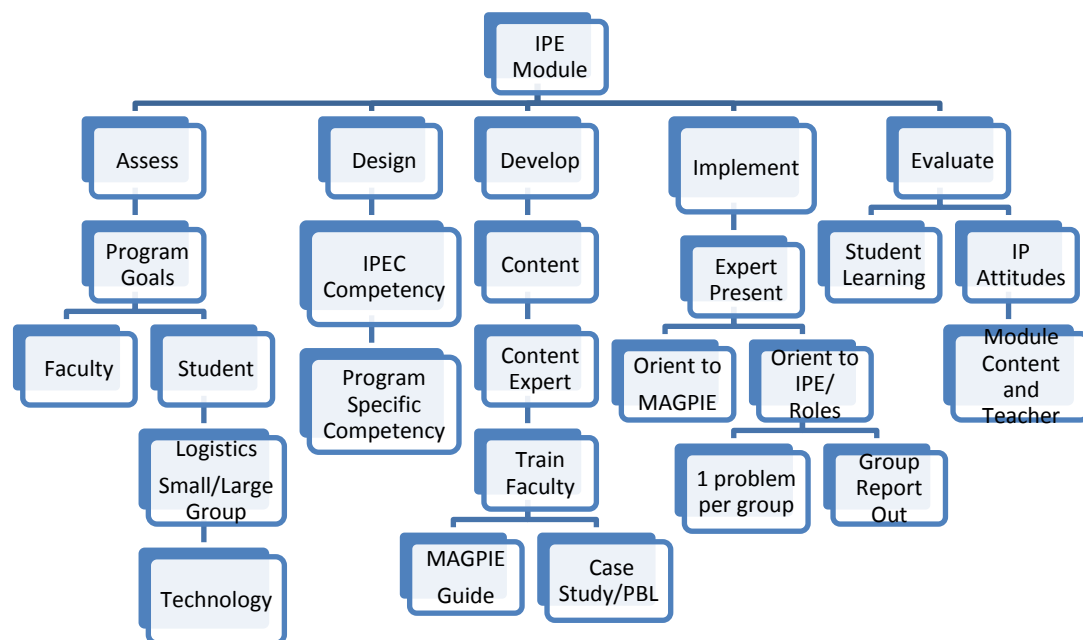 IPE
Module
Assess
Design
Develop
Implement
Evaluate
Program
Goals
IPEC
Competency
Content
Expert
Present
Student
Learning
IP
Attitudes
Faculty
Student
Program
Specific
Competency
Content
Expert
Orient to
MAGPIE
Orient to
IPE/
Roles
Module
Content
and
Teacher
Logistics
Small/Large
Group
Train
Faculty
1 problem
per group
Group
Report
Out
Technology
MAGPIE
Guide
Case
Study/PBL